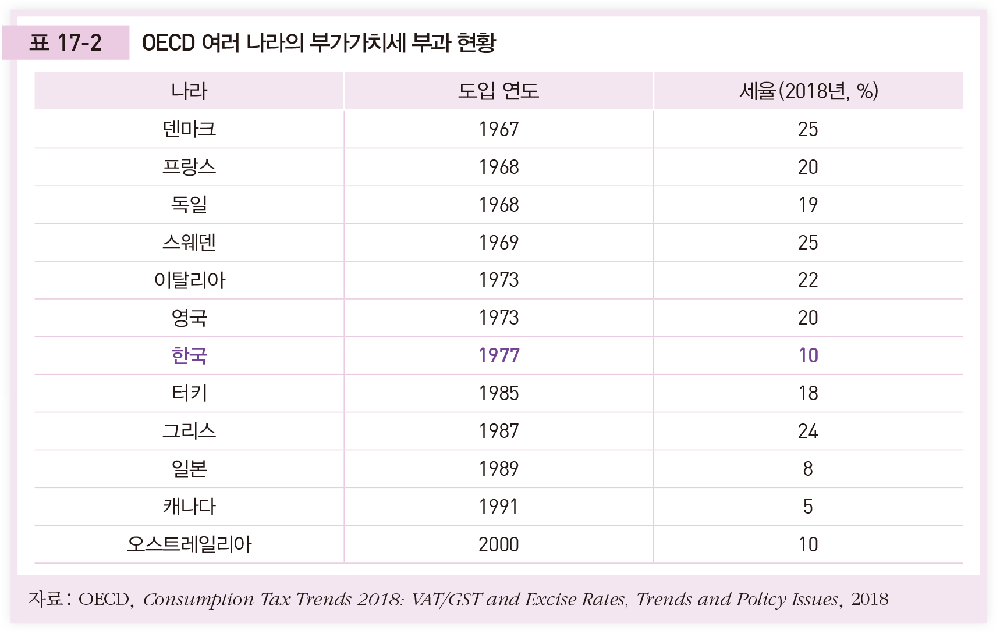 표 17-2 OECD 여러 나라의 부가가치세 부과 현황
나라 도입 연도 세율(2018년, %)
덴마크 1967 25
프랑스 1968 20
독일 1968 19
스웨덴 1969 25
이탈리아 1973 22
영국 1973 20
한국 1977 10
터키 1985 18
그리스 1987 24
일본 1989 8
캐나다 1991 5
오스트레일리아 2000 10
자료: OECD, Consumption Tax Trends 2018: VAT/GST and Excise Rates, Trends and Policy Issues, 2018